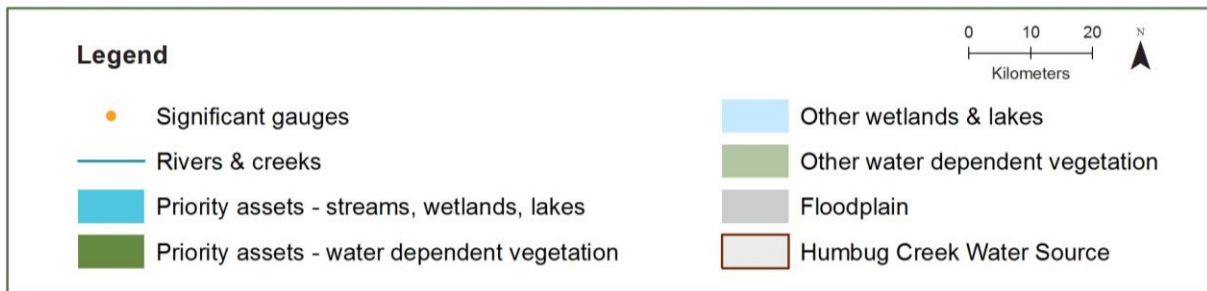 Legend
0 10 20
Kilometers
N
Significant gauges
Rivers & creeks
Priority assets - streams, wetlands, lakes
Priority assets - water dependent vegetation
Other wetlands & lakes
Other water dependent vegetation
Floodplain
Humbug Creek Water Source